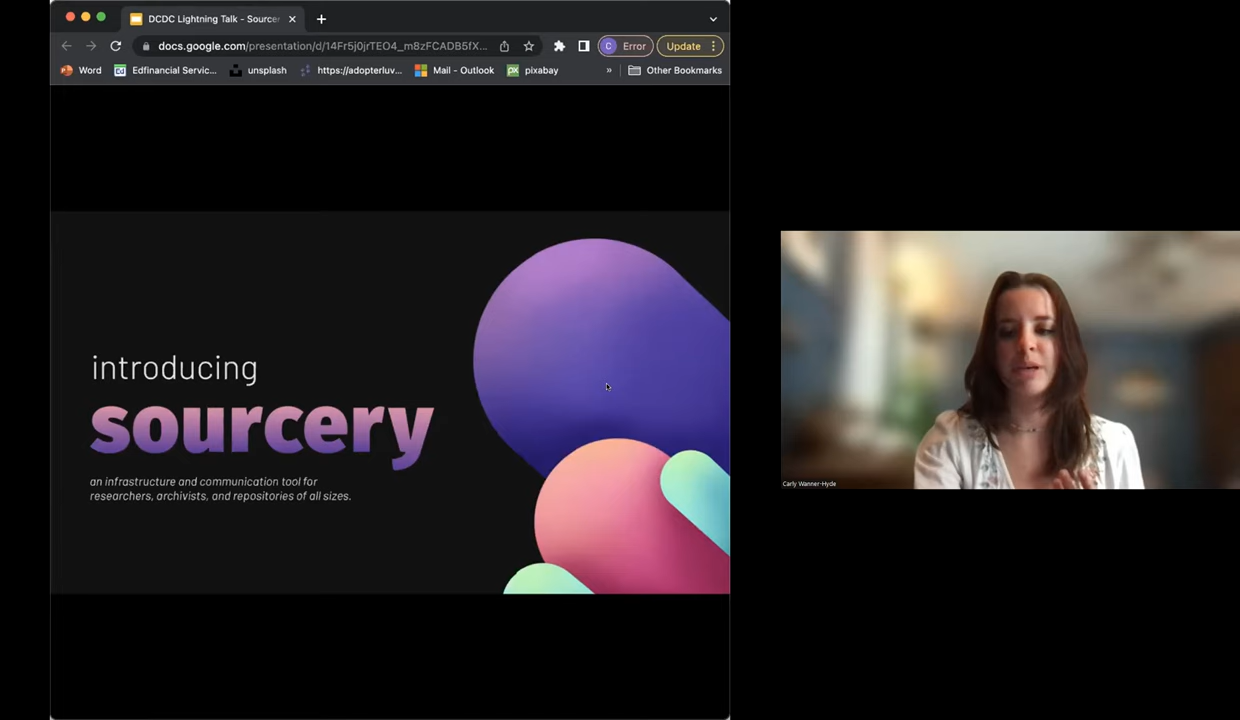 DCDC Lightning Talk - Sourcer
docs.google.com/presentation/d/14Fr5j0jrTEO4_mBzFCADB5fX...
C Error
Update
Word
Edfinancial Servic...
unsplash
https://adopterluv...
Mail - Outlook
px pixabay
»
Other Bookmarks
introducing
sourcery
an infrastructure and communication tool for
researchers, archivists, and repositories of all sizes.
Carly Wanner-Hyde